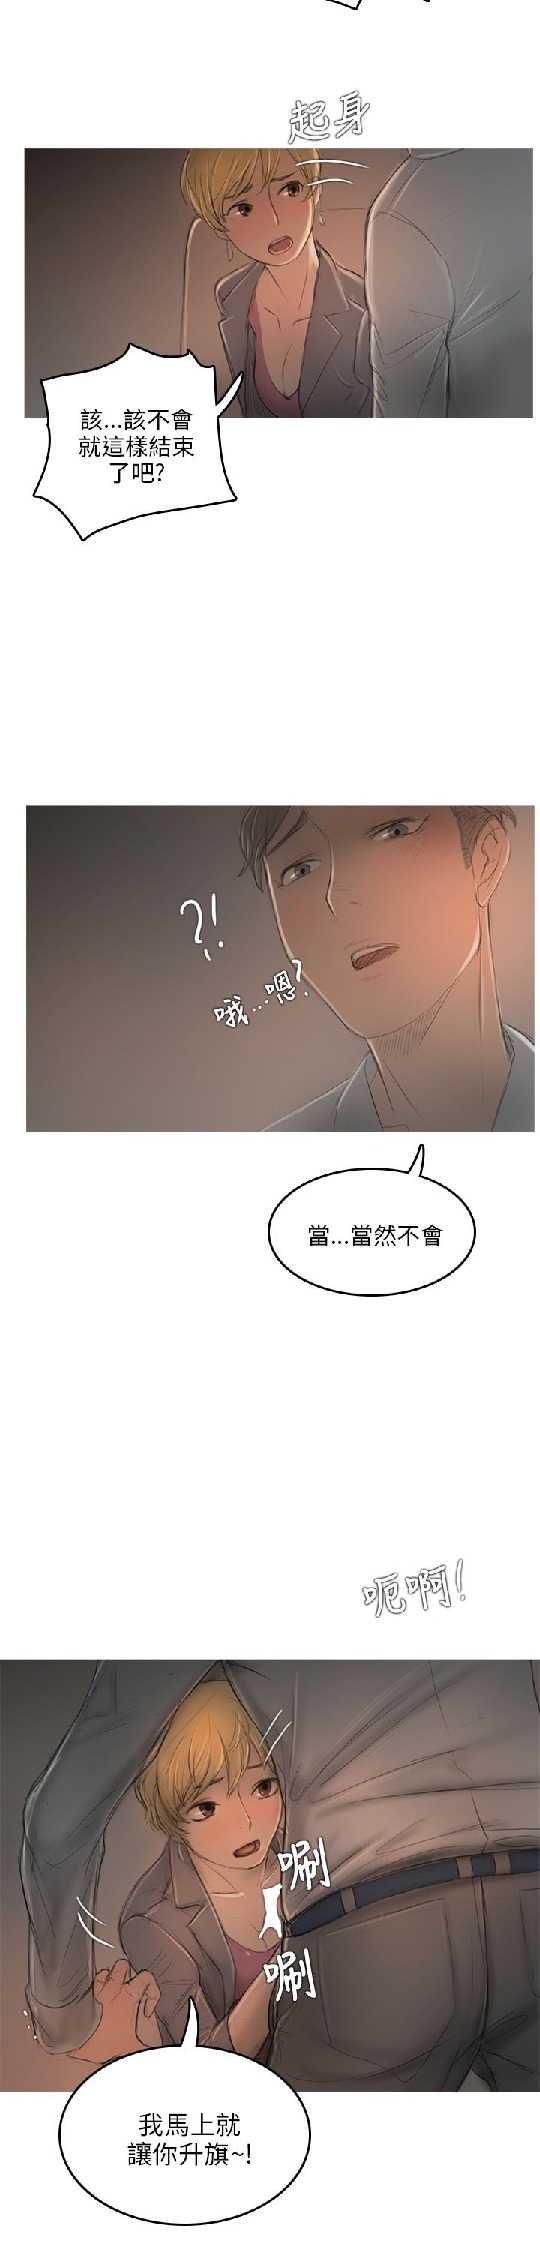 起身
該...該不會
就這樣結束
了吧?
?!
哦...嗯?
當...當然不會
呃啊!
唰
唰
我馬上就
讓你升旗~!